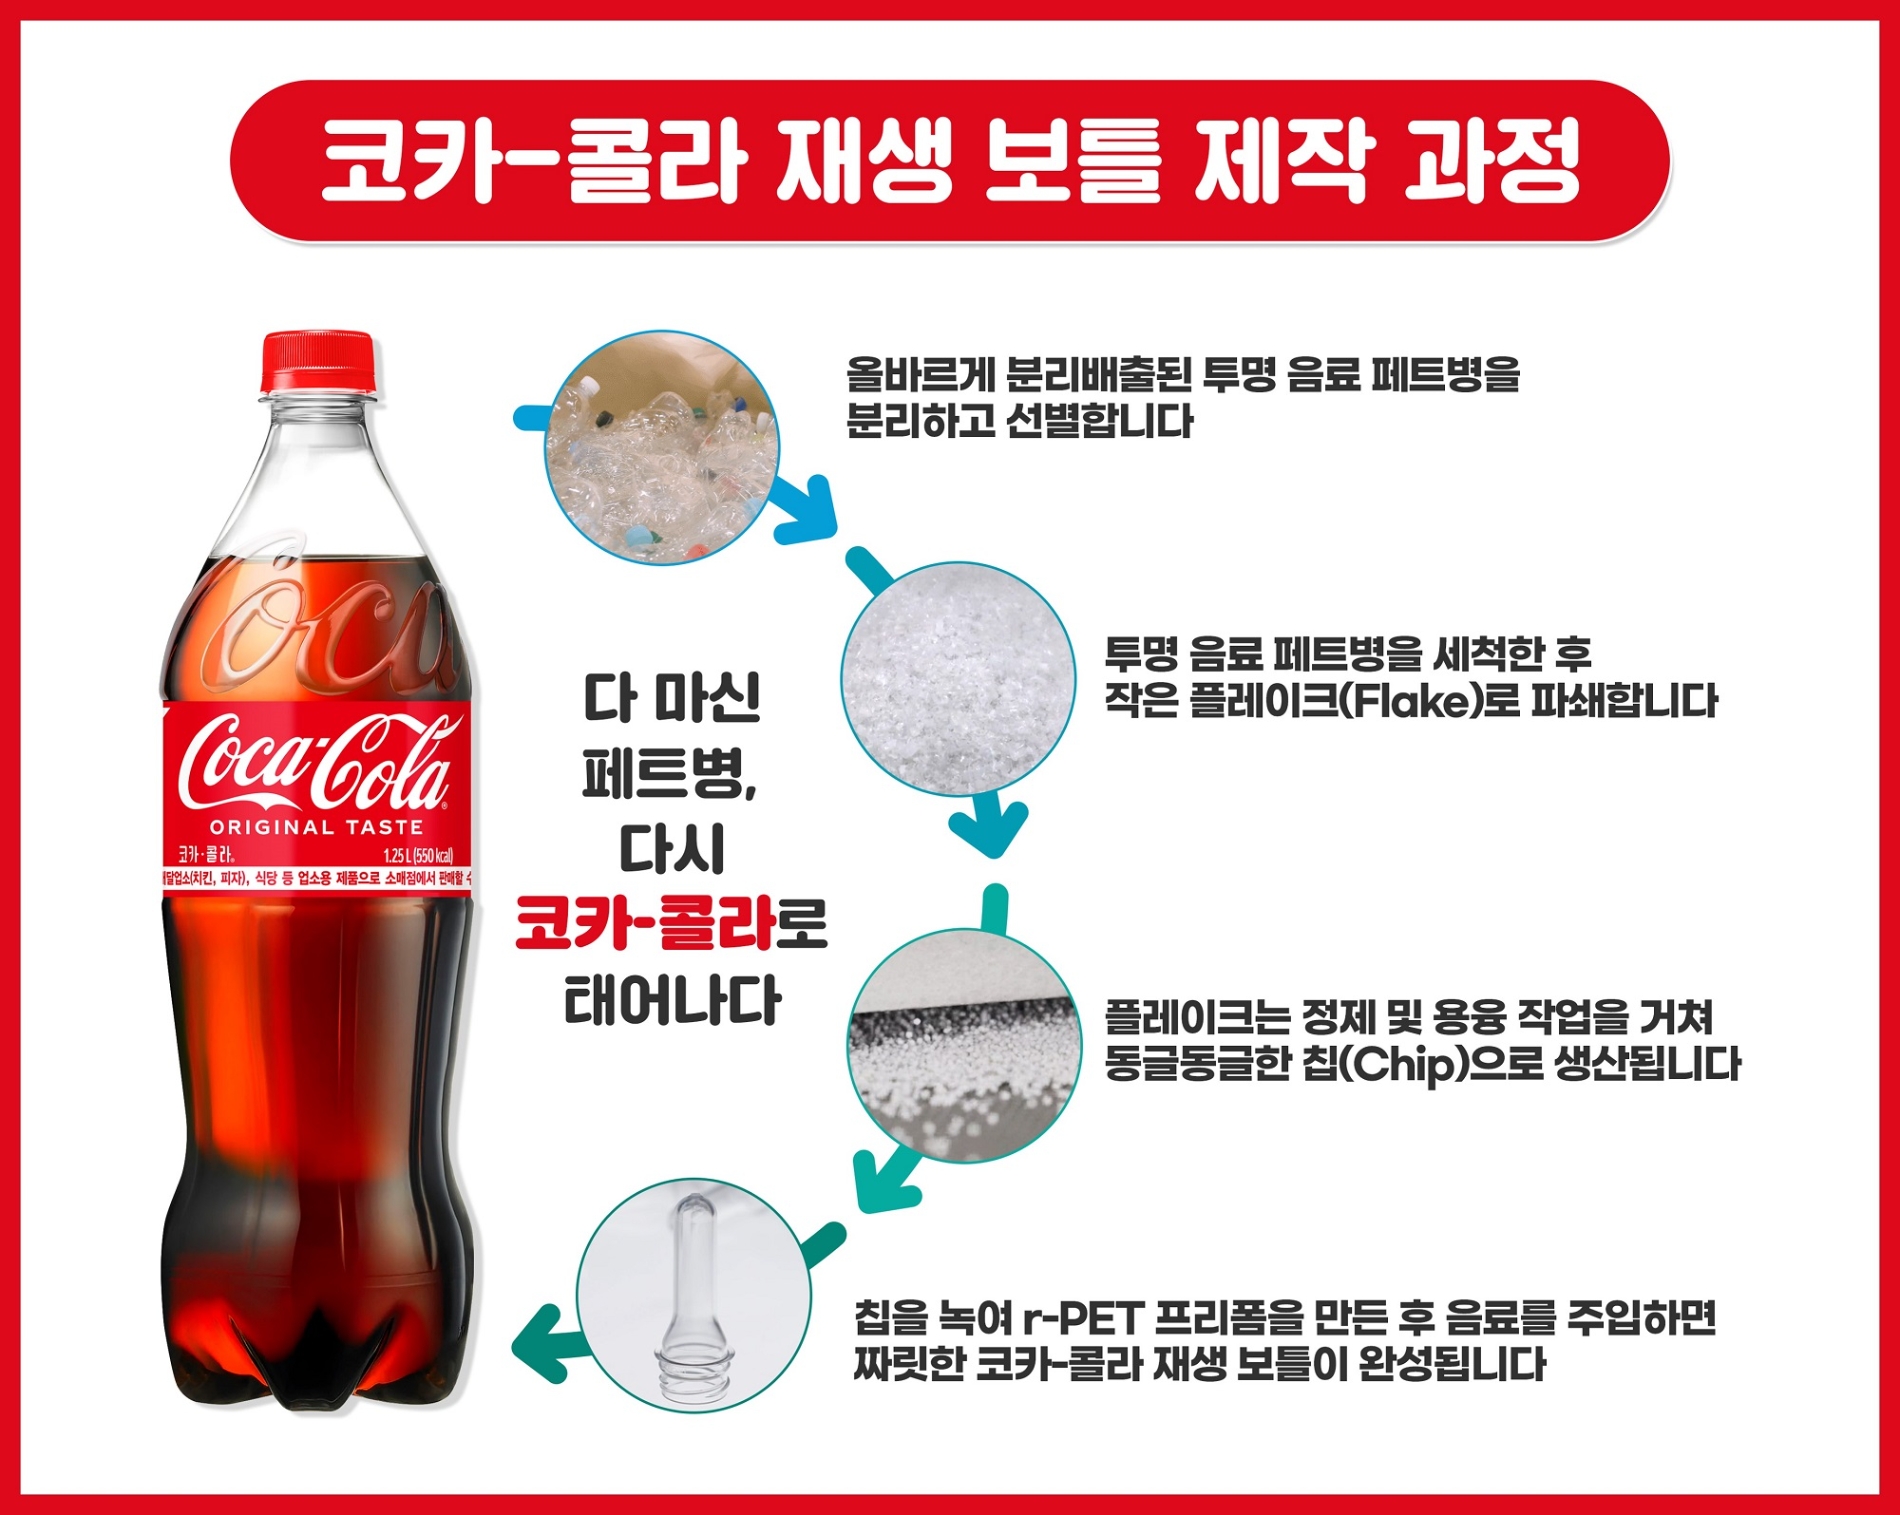 코카-콜라 재생 보틀 제작 과정
올바르게 분리배출된 투명 음료 페트병을
분리하고 선별합니다
투명 음료 페트병을 세척한 후
작은 플레이크(Flake)로 파쇄합니다
다 마신
페트병,
다시
코카-콜라로
태어나다
Coca
Coca-Cola
ORIGINAL TASTE
코카·콜라
1.25 L (550 kcal)
배달업소(치킨, 피자), 식당 등 업소용 제품으로 소매점에서 판매할 수
플레이크는 정제 및 용융 작업을 거쳐
동글동글한 칩(Chip)으로 생산됩니다
칩을 녹여 r-PET 프리폼을 만든 후 음료를 주입하면
짜릿한 코카-콜라 재생 보틀이 완성됩니다